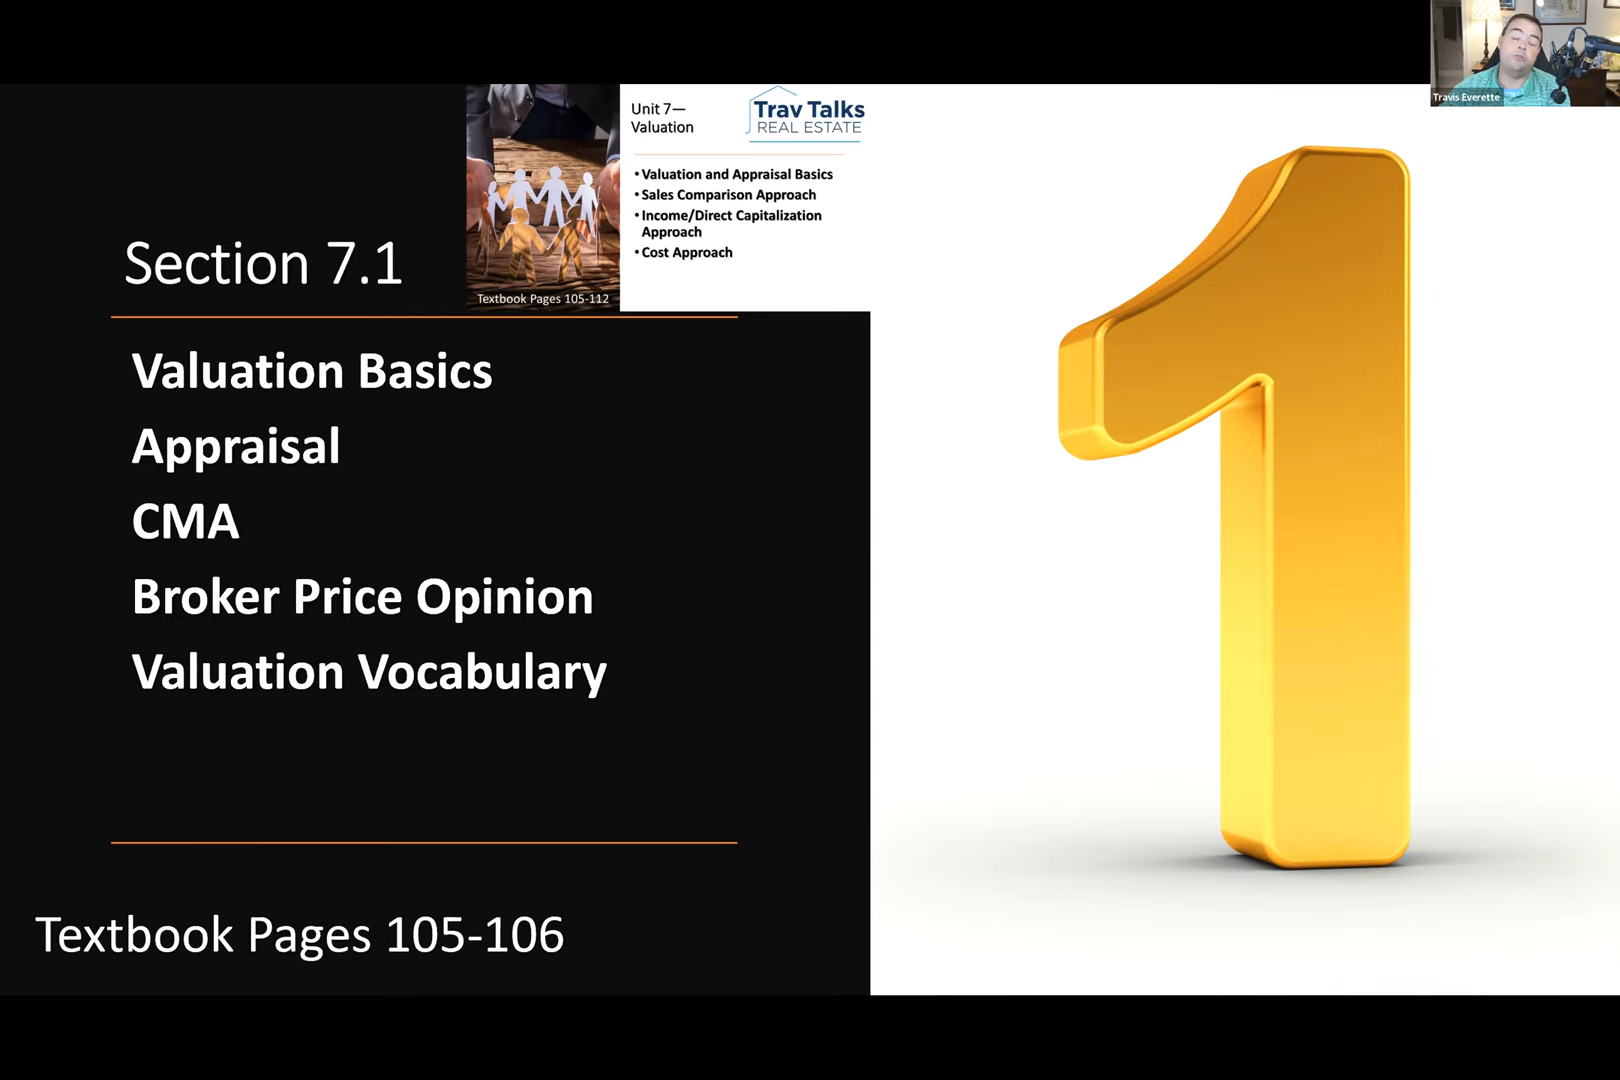 Travis Everette
Unit 7—
Valuation
Trav Talks
REAL ESTATE
• Valuation and Appraisal Basics
• Sales Comparison Approach
• Income/Direct Capitalization
Approach
• Cost Approach
Textbook Pages 105-112
Section 7.1
Valuation Basics
Appraisal
CMA
Broker Price Opinion
Valuation Vocabulary
Textbook Pages 105-106
1